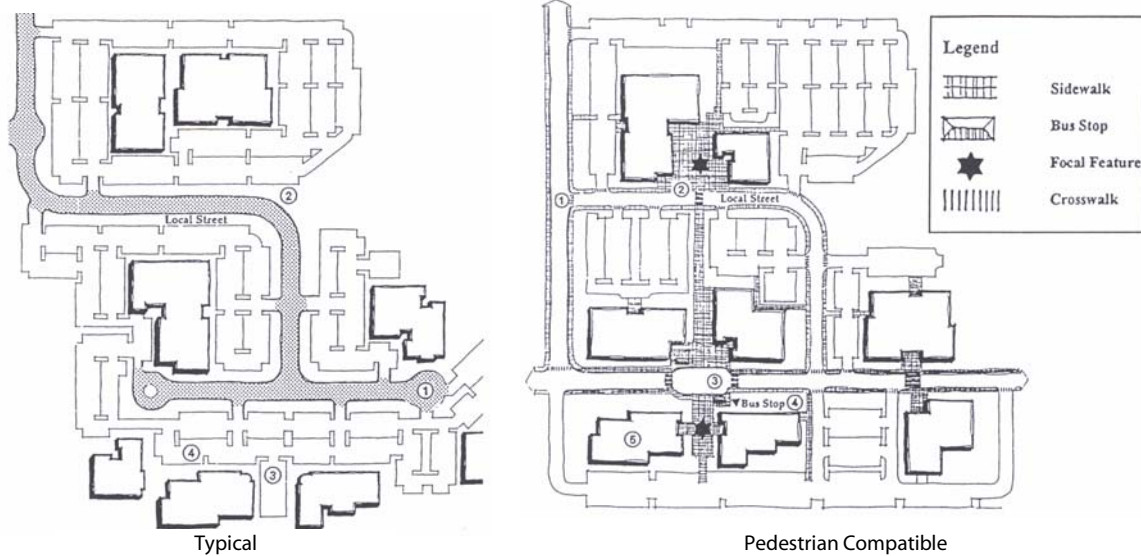 ②
Local Street
①
④
③
Typical
①
②
Local Street
③
Bus Stop ④
⑤
Pedestrian Compatible
Legend
Sidewalk
Bus Stop
Focal Feature
Crosswalk